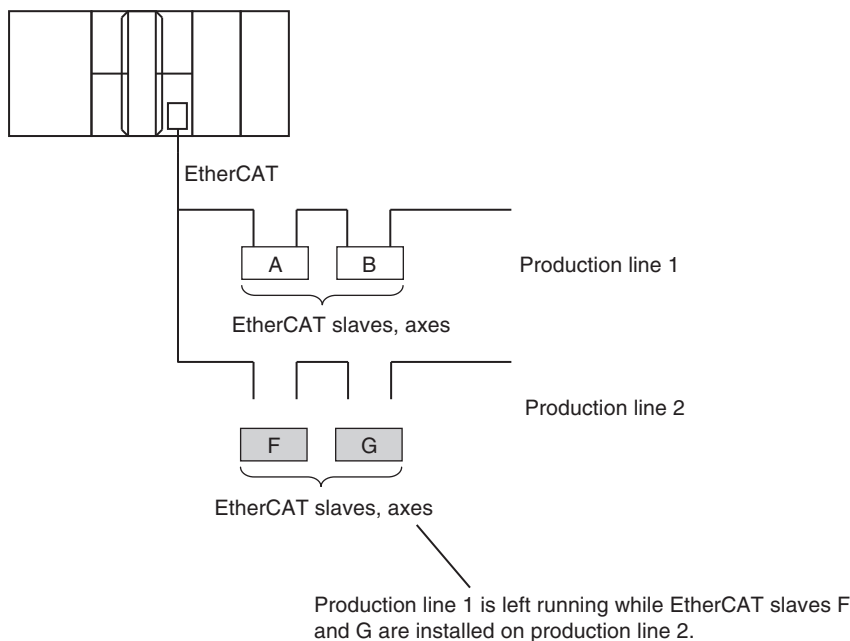 EtherCAT
A
B
Production line 1
EtherCAT slaves, axes
Production line 2
F
G
EtherCAT slaves, axes
Production line 1 is left running while EtherCAT slaves F
and G are installed on production line 2.